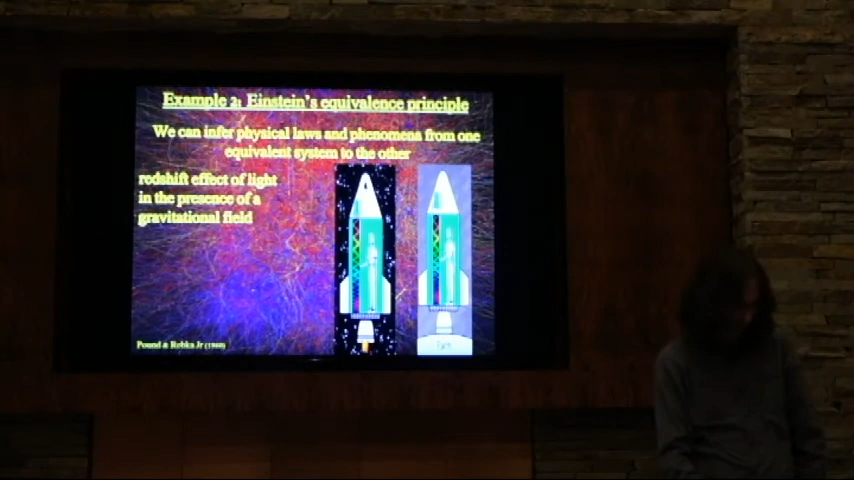 Example 2: Einstein's equivalence principle
We can infer physical laws and phenomena from one
equivalent system to the other
redshift effect of light
in the presence of a
gravitational field
Pound & Rebka Jr (1960)
Earth